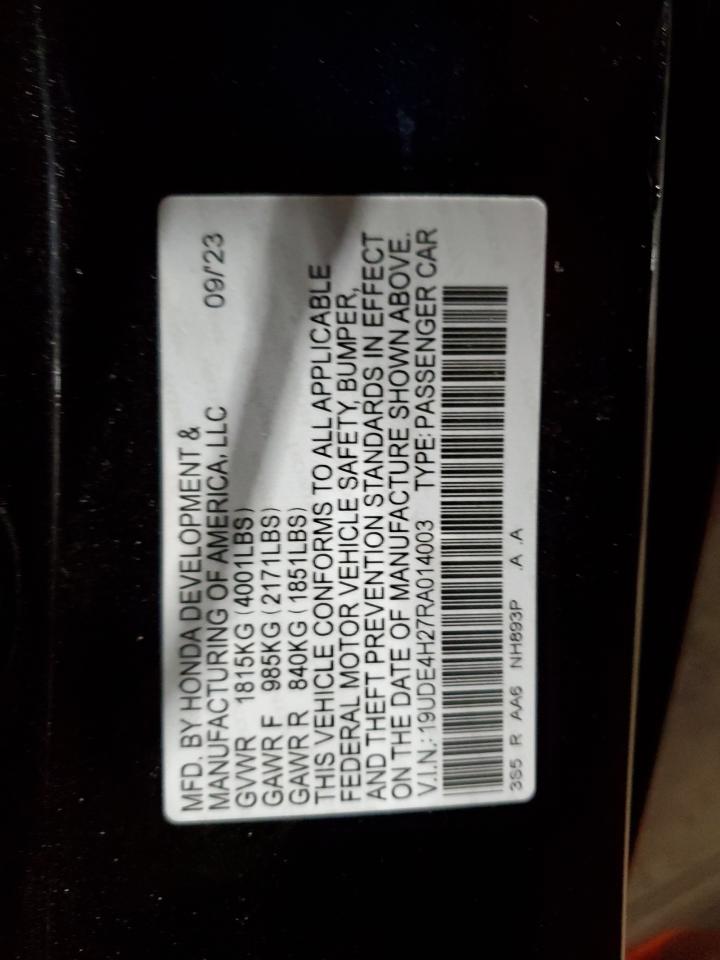 MFD. BY HONDA DEVELOPMENT &
MANUFACTURING OF AMERICA, LLC 09/'23
GVWR 1815KG (4001LBS)
GAWR F 985KG (2171LBS)
GAWR R 840KG (1851LBS)
THIS VEHICLE CONFORMS TO ALL APPLICABLE
FEDERAL MOTOR VEHICLE SAFETY, BUMPER,
AND THEFT PREVENTION STANDARDS IN EFFECT
ON THE DATE OF MANUFACTURE SHOWN ABOVE.
V.I.N.: 19UDE4H27RA014003 TYPE: PASSENGER CAR
3S5 R AA6 NH893P .A .A